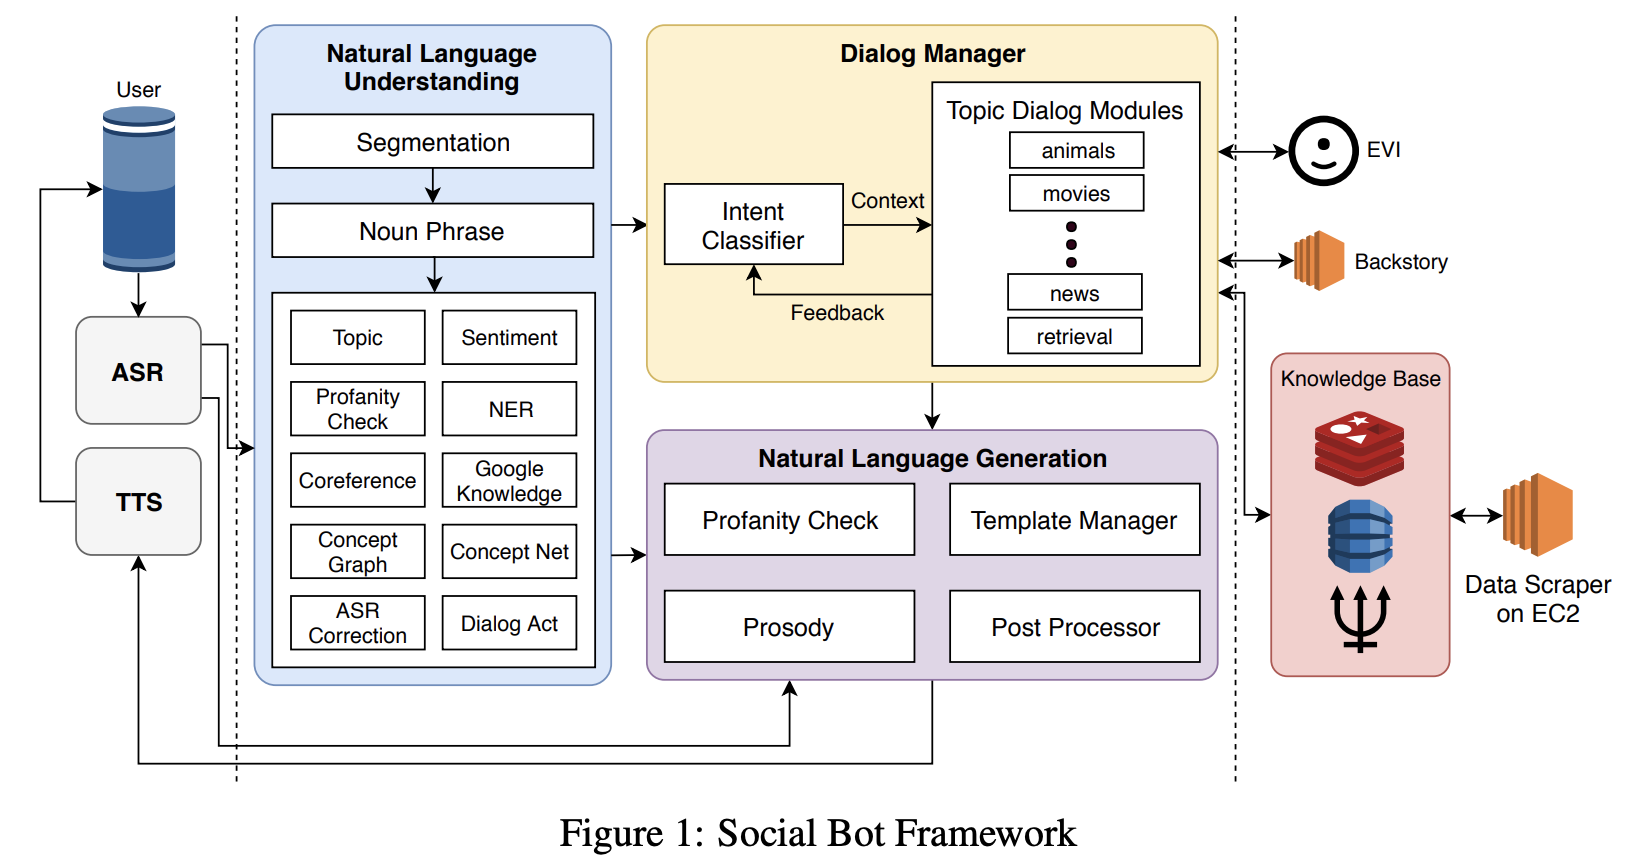 User
ASR
TTS
Natural Language
Understanding
Segmentation
Noun Phrase
Topic
Sentiment
Profanity
Check
NER
Coreference
Google
Knowledge
Concept
Graph
Concept Net
ASR
Correction
Dialog Act
Dialog Manager
Intent
Classifier
Context
Feedback
Topic Dialog Modules
animals
movies
news
retrieval
Natural Language Generation
Profanity Check
Template Manager
Prosody
Post Processor
EVI
Backstory
Knowledge Base
Data Scraper
on EC2
Figure 1: Social Bot Framework